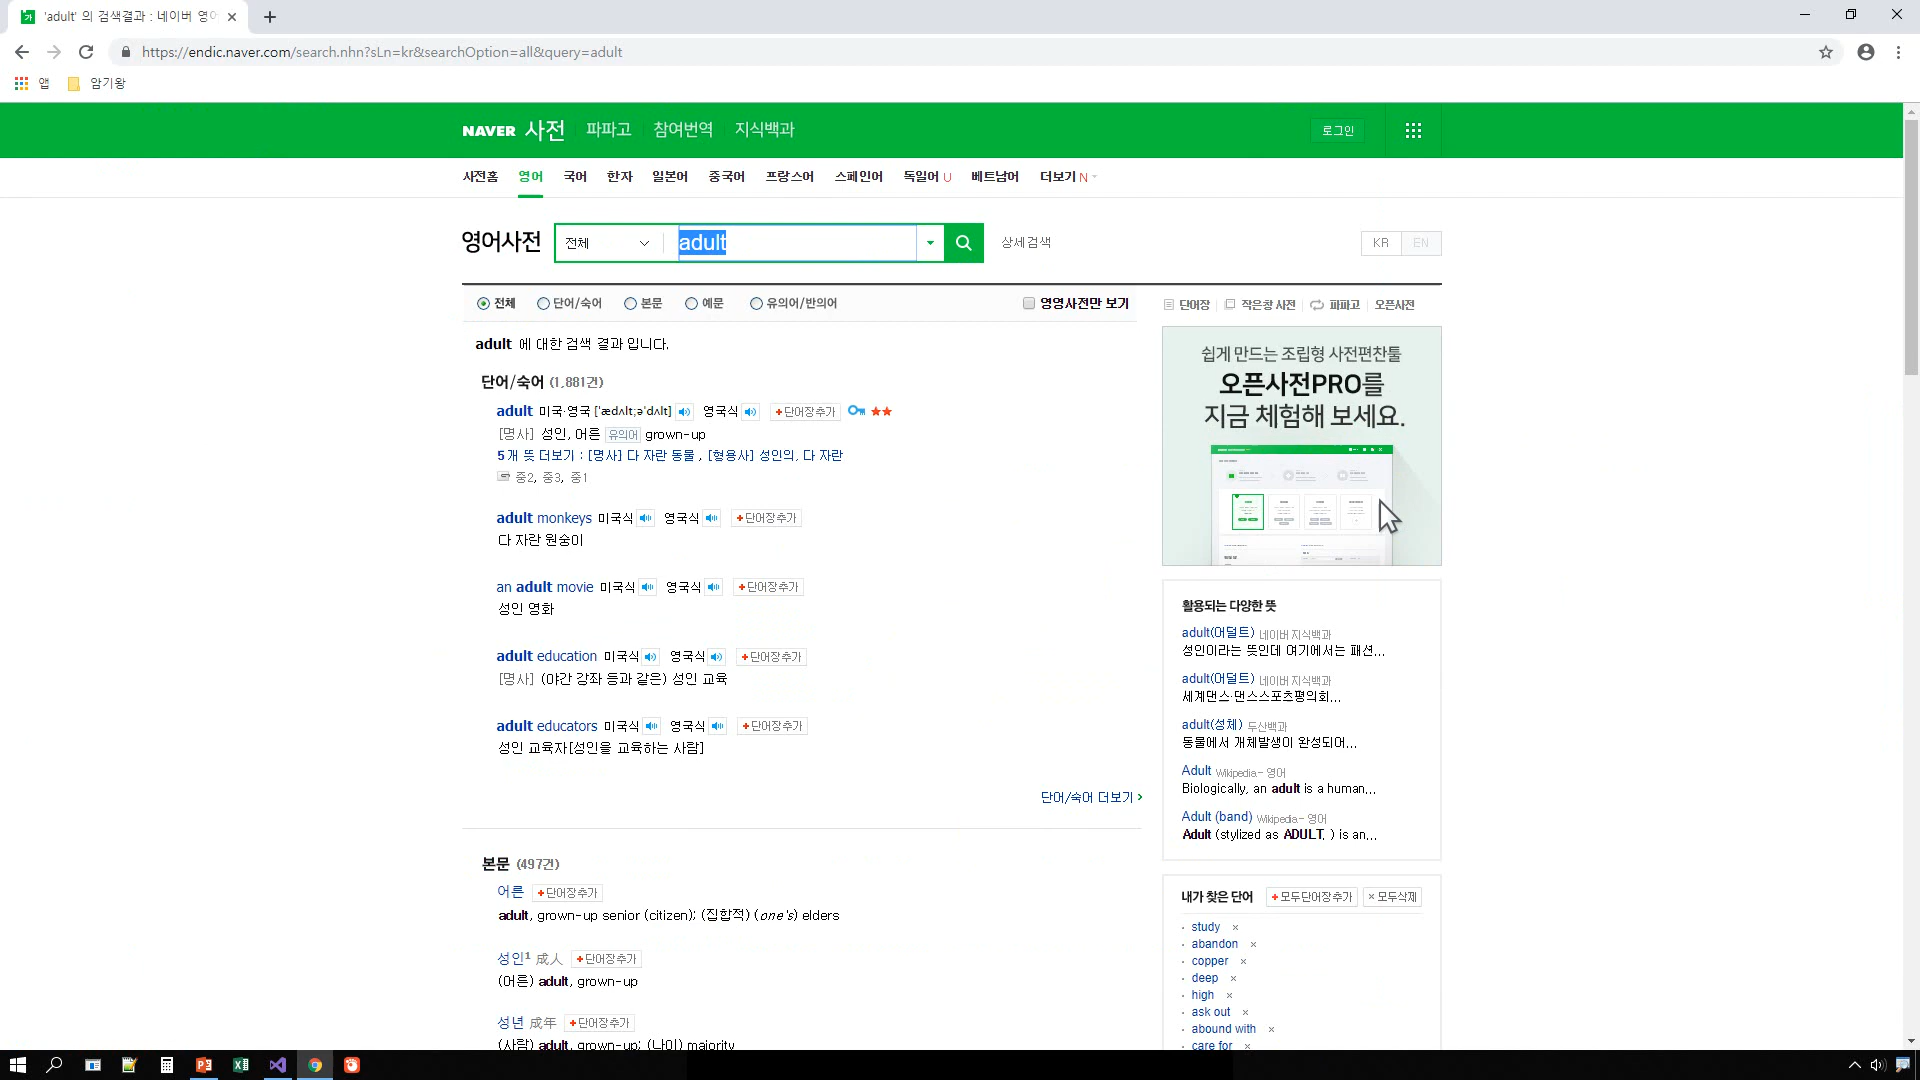 'adult' 의 검색결과 : 네이버 영어
https://endic.naver.com/search.nhn?sLn=kr&searchOption=all&query=adult
앱 암기왕
NAVER 사전 파파고 참여번역 지식백과 로그인
사전홈 영어 국어 한자 일본어 중국어 프랑스어 스페인어 독일어 U 베트남어 더보기 N
영어사전 전체 adult 상세검색 KR EN
전체 단어/숙어 본문 예문 유의어/반의어 영영사전만 보기
단어장 작은창 사전 파파고 오픈사전
adult 에 대한 검색 결과 입니다.
단어/숙어 (1,881건)
adult 미국·영국 [ˈædʌlt;əˈdʌlt] 영국식 +단어장추가 ★★
[명사] 성인, 어른 유의어 grown-up
5개 뜻 더보기 : [명사] 다 자란 동물 , [형용사] 성인의, 다 자란
중2, 중3, 중1
adult monkeys 미국식 영국식 +단어장추가
다 자란 원숭이
an adult movie 미국식 영국식 +단어장추가
성인 영화
adult education 미국식 영국식 +단어장추가
[명사] (야간 강좌 등과 같은) 성인 교육
adult educators 미국식 영국식 +단어장추가
성인 교육자[성인을 교육하는 사람]
단어/숙어 더보기 >
본문 (497건)
어른 +단어장추가
adult, grown-up senior (citizen); (집합적) (one's) elders
성인¹ 成人 +단어장추가
(어른) adult, grown-up
성년 成年 +단어장추가
(사람) adult, grown-up; (나이) majority
쉽게 만드는 조립형 사전편찬툴
오픈사전PRO를
지금 체험해 보세요.
활용되는 다양한 뜻
adult(어덜트) 네이버 지식백과
성인이라는 뜻인데 여기에서는 패션...
adult(어덜트) 네이버 지식백과
세계댄스·댄스스포츠평의회...
adult(성체) 두산백과
동물에서 개체발생이 완성되어...
Adult Wikipedia - 영어
Biologically, an adult is a human...
Adult (band) Wikipedia - 영어
Adult (stylized as ADULT. ) is an...
내가 찾은 단어 +모두단어장추가 ×모두삭제
· study ×
· abandon ×
· copper ×
· deep ×
· high ×
· ask out ×
· abound with ×
· care for ×